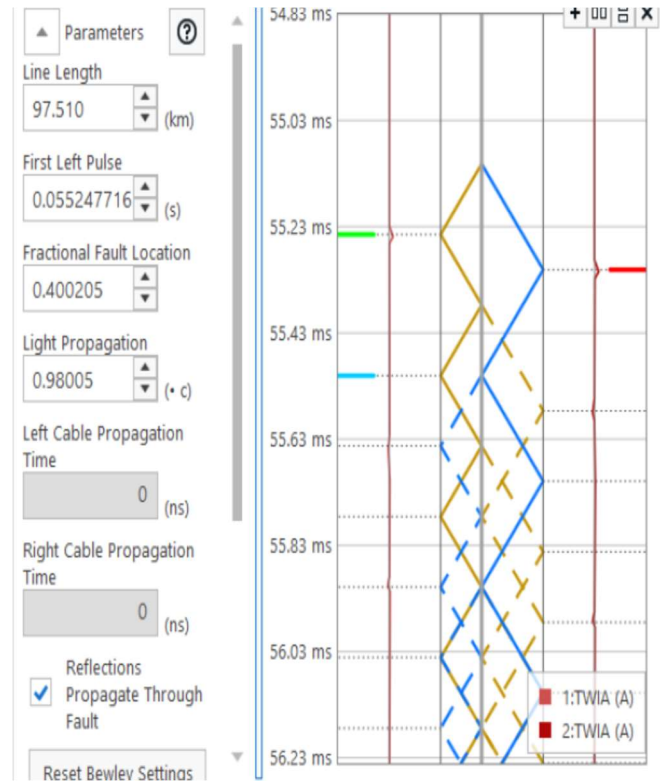 Parameters
Line Length
97.510
(km)
First Left Pulse
0.055247716
(s)
Fractional Fault Location
0.400205
Light Propagation
0.98005
(• c)
Left Cable Propagation
Time
0
(ns)
Right Cable Propagation
Time
0
(ns)
Reflections
Propagate Through
Fault
Reset Bewley Settings
54.83 ms
55.03 ms
55.23 ms
55.43 ms
55.63 ms
55.83 ms
56.03 ms
56.23 ms
1:TWIA (A)
2:TWIA (A)